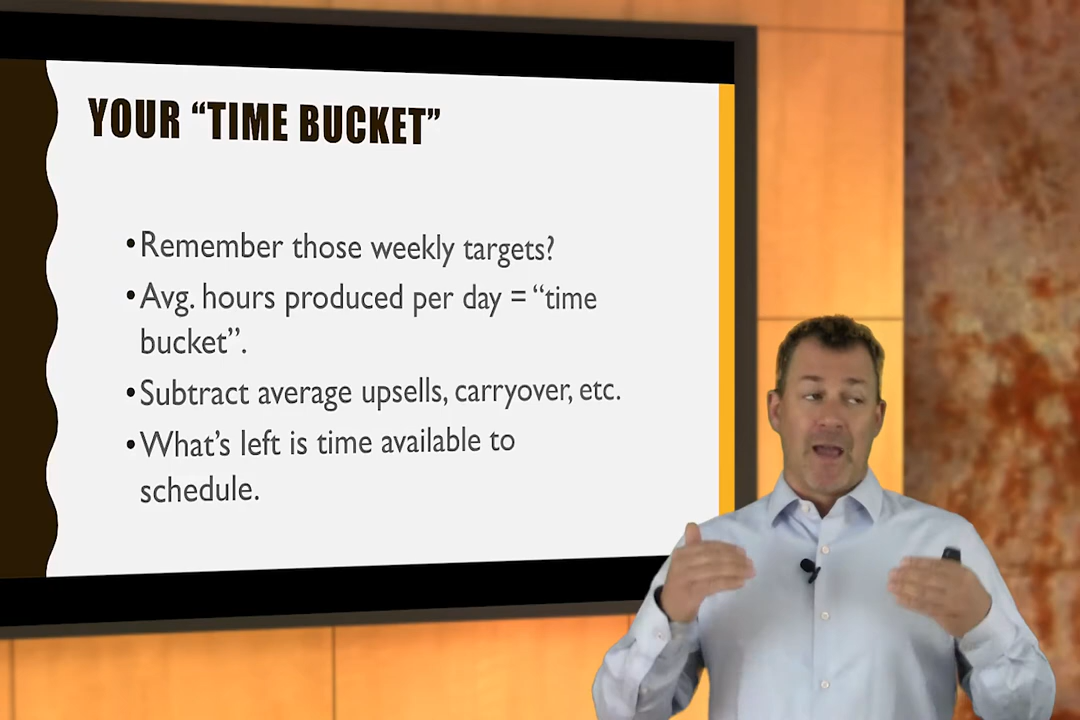 YOUR “TIME BUCKET”
•Remember those weekly targets?
•Avg. hours produced per day = “time
bucket”.
•Subtract average upsells, carryover, etc.
•What’s left is time available to
schedule.